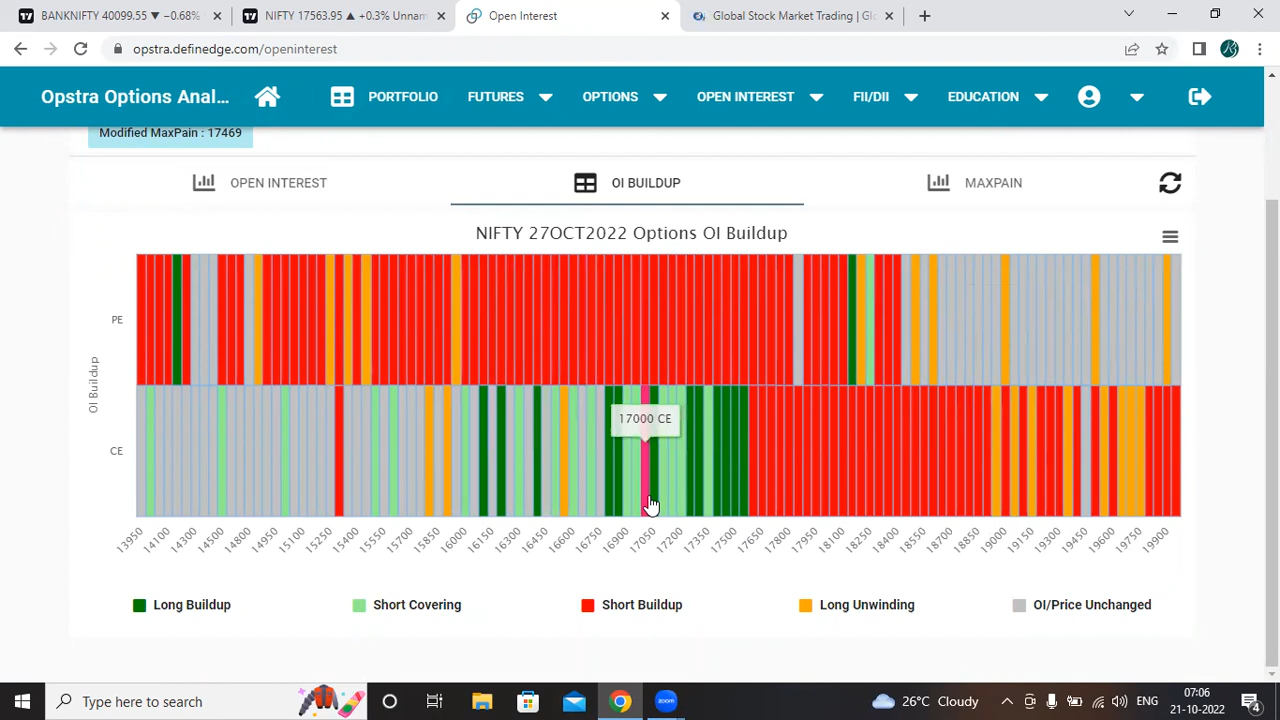 BANKNIFTY 40099.55 ▼ −0.68%
NIFTY 17563.95 ▲ +0.3% Unnam
Open Interest
Global Stock Market Trading | Glo
opstra.definedge.com/openinterest
Opstra Options Anal...
PORTFOLIO
FUTURES
OPTIONS
OPEN INTEREST
FII/DII
EDUCATION
Modified MaxPain : 17469
OPEN INTEREST
OI BUILDUP
MAXPAIN
NIFTY 27OCT2022 Options OI Buildup
PE
17000 CE
OI Buildup
CE
13950 14100 14300 14500 14800 14950 15100 15250 15400 15550 15700 15850 16000 16150 16300 16450 16600 16750 16900 17050 17200 17350 17500 17650 17800 17950 18100 18250 18400 18550 18700 18850 19000 19150 19300 19450 19600 19750 19900
Long Buildup
Short Covering
Short Buildup
Long Unwinding
OI/Price Unchanged
Type here to search
zoom
26°C Cloudy
ENG
07:06
21-10-2022
4